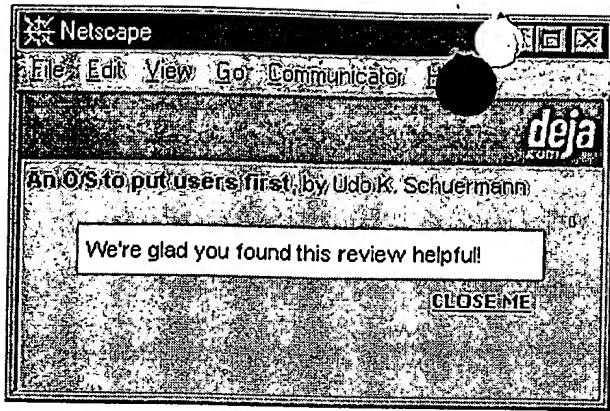 Netscape
File Edit View Go Communicator
deja
.com
An O/S to put users first, by Udo K. Schuermann
We're glad you found this review helpful!
CLOSE ME